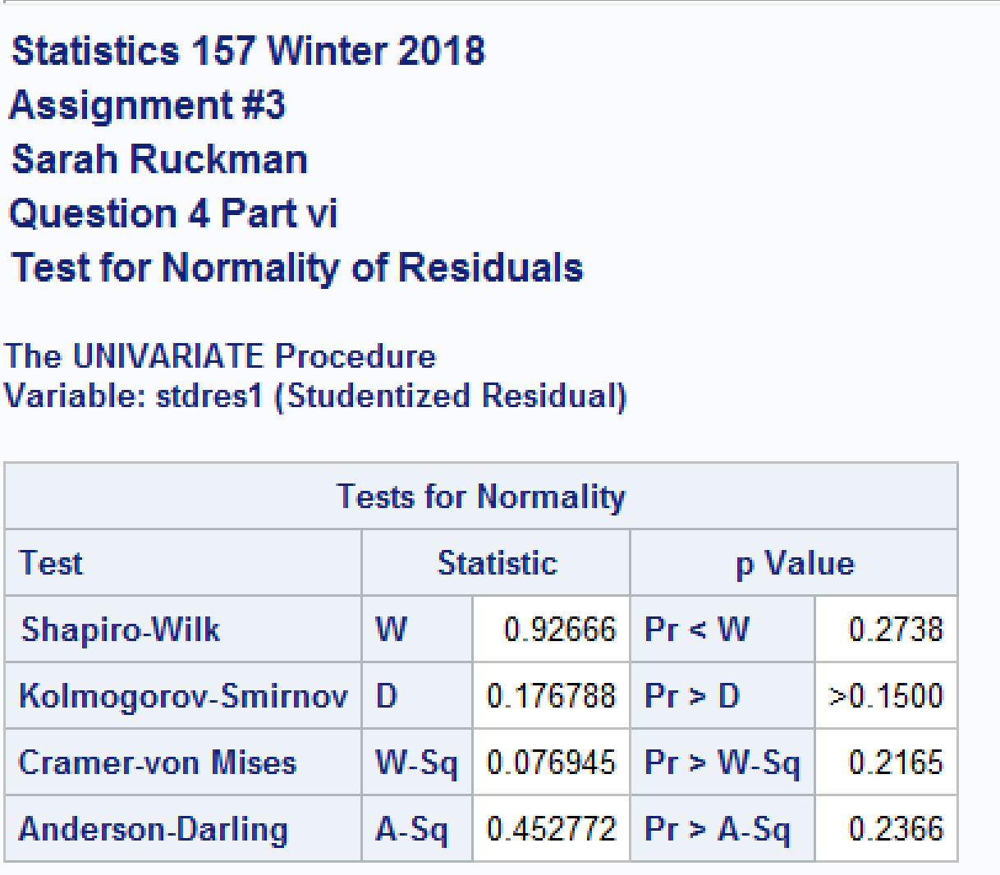 Statistics 157 Winter 2018
Assignment #3
Sarah Ruckman
Question 4 Part vi
Test for Normality of Residuals
The UNIVARIATE Procedure
Variable: stdres1 (Studentized Residual)
Tests for Normality
Test Statistic p Value
Shapiro-Wilk W 0.92666 Pr < W 0.2738
Kolmogorov-Smirnov D 0.176788 Pr > D >0.1500
Cramer-von Mises W-Sq 0.076945 Pr > W-Sq 0.2165
Anderson-Darling A-Sq 0.452772 Pr > A-Sq 0.2366